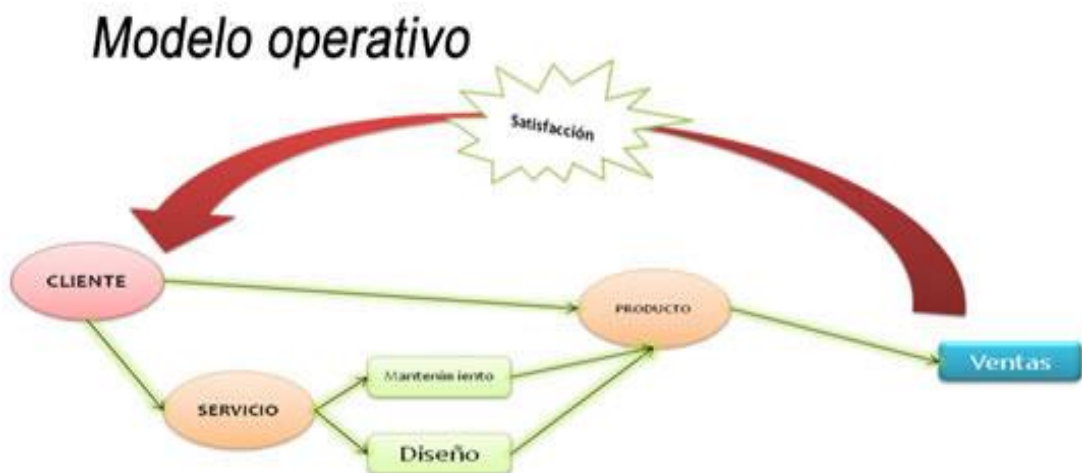 Modelo operativo
Satisfacción
CLIENTE
PRODUCTO
Ventas
Mantenimiento
SERVICIO
Diseño